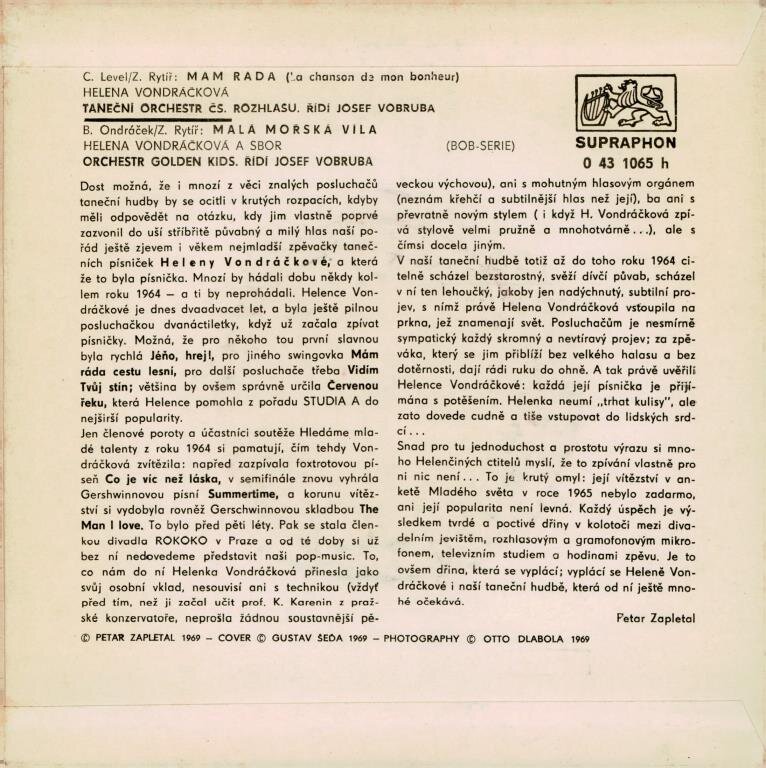 C. Level/Z. Rytíř: MÁM RÁDA (La chanson de mon bonheur)
HELENA VONDRÁČKOVÁ
TANEČNÍ ORCHESTR ČS. ROZHLASU. ŘÍDÍ JOSEF VOBRUBA
B. Ondráček/Z. Rytíř: MALÁ MOŘSKÁ VÍLA
HELENA VONDRÁČKOVÁ A SBOR (BOB-SERIE)
ORCHESTR GOLDEN KIDS. ŘÍDÍ JOSEF VOBRUBA
SUPRAPHON
0 43 1065 h
Dost možná, že i mnozí z věci znalých posluchačů
taneční hudby by se ocitli v krutých rozpacích, kdyby
měli odpovědět na otázku, kdy jim vlastně poprvé
zazvonil do uší stříbřitě půvabný a milý hlas naší po-
řád ještě zjevem i věkem nejmladší zpěvačky taneč-
ních písniček Heleny Vondráčkové, a která
že to byla písnička. Mnozí by hádali dobu někdy kol-
lem roku 1964 — a ti by neprohádali. Helence Von-
dráčkové je dnes dvaadvacet let, a byla ještě pilnou
posluchačkou dvanáctiletky, když už začala zpívat
písničky. Možná, že pro někoho tou první slavnou
byla rychlá Jéňo, hrej!, pro jiného swingovka Mám
ráda cestu lesní, pro další posluchače třeba Vidím
Tvůj stín; většina by ovšem správně určila Červenou
řeku, která Helence pomohla z pořadu STUDIA A do
nejširší popularity.
Jen členové poroty a účastníci soutěže Hledáme mla-
dé talenty z roku 1964 si pamatují, čím tehdy Von-
dráčková zvítězila: napřed zazpívala foxtrotovou pí-
seň Co je víc než láska, v semifinále znovu vyhrála
Gershwinnovou písní Summertime, a korunu vítěz-
ství si vydobyla rovněž Gerschwinnovou skladbou The
Man I love. To bylo před pěti léty. Pak se stala člen-
kou divadla ROKOKO v Praze a od té doby si už
bez ní nedovedeme představit naši pop-music. To,
co nám do ní Helenka Vondráčková přinesla jako
svůj osobní vklad, nesouvisí ani s technikou (vždyť
před tím, než ji začal učit prof. K. Karenin z praž-
ské konzervatoře, neprošla žádnou soustavnější pě-
veckou výchovou), ani s mohutným hlasovým orgánem
(neznám křehčí a subtilnější hlas než její), ba ani s
převratně novým stylem ( i když H. Vondráčková zpí-
vá stylově velmi pružně a mnohotvárně...), ale s
čímsi docela jiným.
V naší taneční hudbě totiž až do toho roku 1964 ci-
telně scházel bezstarostný, svěží dívčí půvab, scházel
v ní ten lehoučký, jakoby jen nadýchnutý, subtilní pro-
jev, s nímž právě Helena Vondráčková vstoupila na
prkna, jež znamenají svět. Posluchačům je nesmírně
sympatický každý skromný a nevtíravý projev; za zpě-
váka, který se jim přiblíží bez velkého halasu a bez
dotěrnosti, dají rádi ruku do ohně. A tak právě uvěřili
Helence Vondráčkové: každá její písnička je přijí-
mána s potěšením. Helenka neumí „trhat kulisy", ale
zato dovede cudně a tiše vstupovat do lidských srd-
cí...
Snad pro tu jednoduchost a prostotu výrazu si mno-
ho Helenčiných ctitelů myslí, že to zpívání vlastně pro
ni nic není... To je krutý omyl: její vítězství v an-
ketě Mladého světa v roce 1965 nebylo zadarmo,
ani její popularita není levná. Každý úspěch je vý-
sledkem tvrdé a poctivé dřiny v kolotoči mezi diva-
delním jevištěm, rozhlasovým a gramofonovým mikro-
fonem, televizním studiem a hodinami zpěvu. Je to
ovšem dřina, která se vyplácí; vyplácí se Heleně Von-
dráčkové i naší taneční hudbě, která od ní ještě mno-
hé očekává.
Petar Zapletal
© PETAR ZAPLETAL 1969 — COVER © GUSTAV ŠEDA 1969 — PHOTOGRAPHY © OTTO DLABOLA 1969